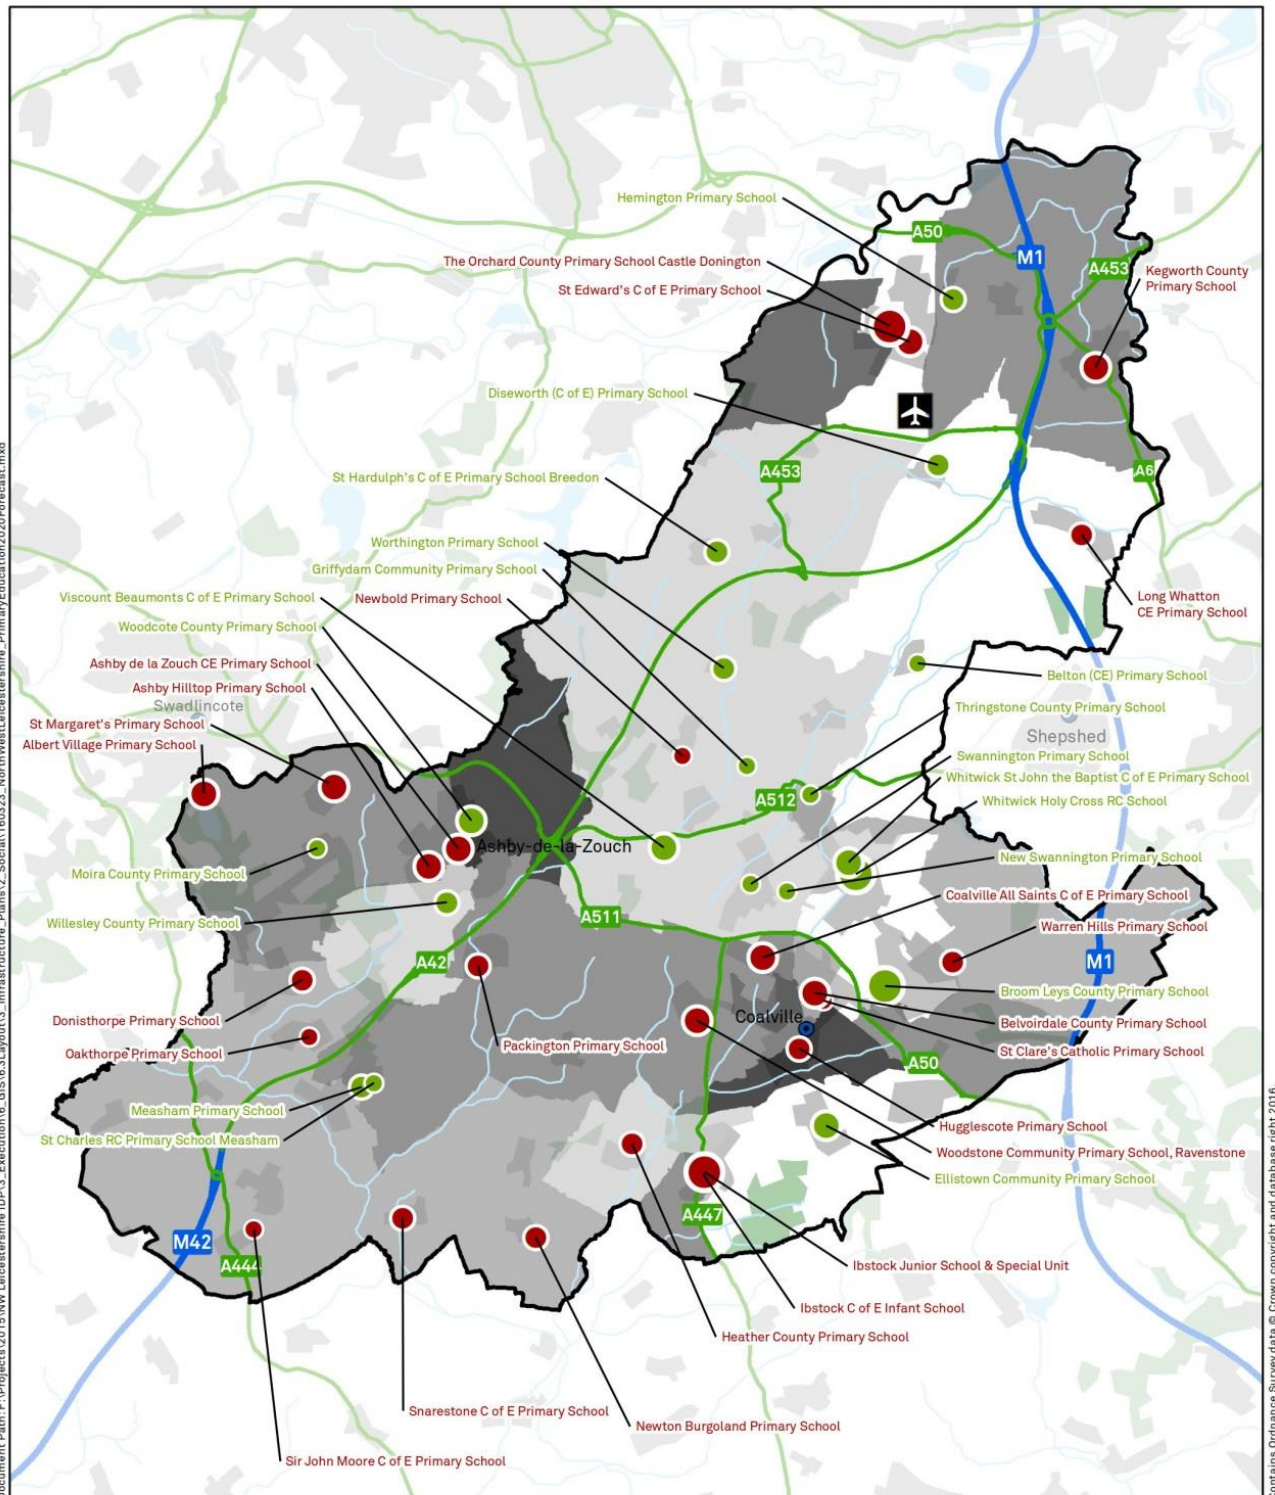 Hemington Primary School
A50
M1
The Orchard County Primary School Castle Donington
A453
Kegworth County
Primary School
St Edward's C of E Primary School
Diseworth (C of E) Primary School
A453
A6
St Hardulph's C of E Primary School Breedon
Worthington Primary School
Griffydam Community Primary School
Viscount Beaumonts C of E Primary School
Newbold Primary School
Long Whatton
CE Primary School
Woodcote County Primary School
Ashby de la Zouch CE Primary School
Belton (CE) Primary School
Ashby Hilltop Primary School
Swadlincote
Thringstone County Primary School
St Margaret's Primary School
Shepshed
Albert Village Primary School
Swannington Primary School
Whitwick St John the Baptist C of E Primary School
A512
Whitwick Holy Cross RC School
Ashby-de-la-Zouch
New Swannington Primary School
Moira County Primary School
Coalville All Saints C of E Primary School
A511
Willesley County Primary School
Warren Hills Primary School
A42
M1
Broom Leys County Primary School
Donisthorpe Primary School
Coalville
Belvoirdale County Primary School
Oakthorpe Primary School
Packington Primary School
St Clare's Catholic Primary School
A50
Measham Primary School
Hugglescote Primary School
St Charles RC Primary School Measham
Woodstone Community Primary School, Ravenstone
Ellistown Community Primary School
A447
M42
A444
Ibstock Junior School & Special Unit
Ibstock C of E Infant School
Heather County Primary School
Snarestone C of E Primary School
Newton Burgoland Primary School
Sir John Moore C of E Primary School
Contains Ordnance Survey data © Crown copyright and database right 2016